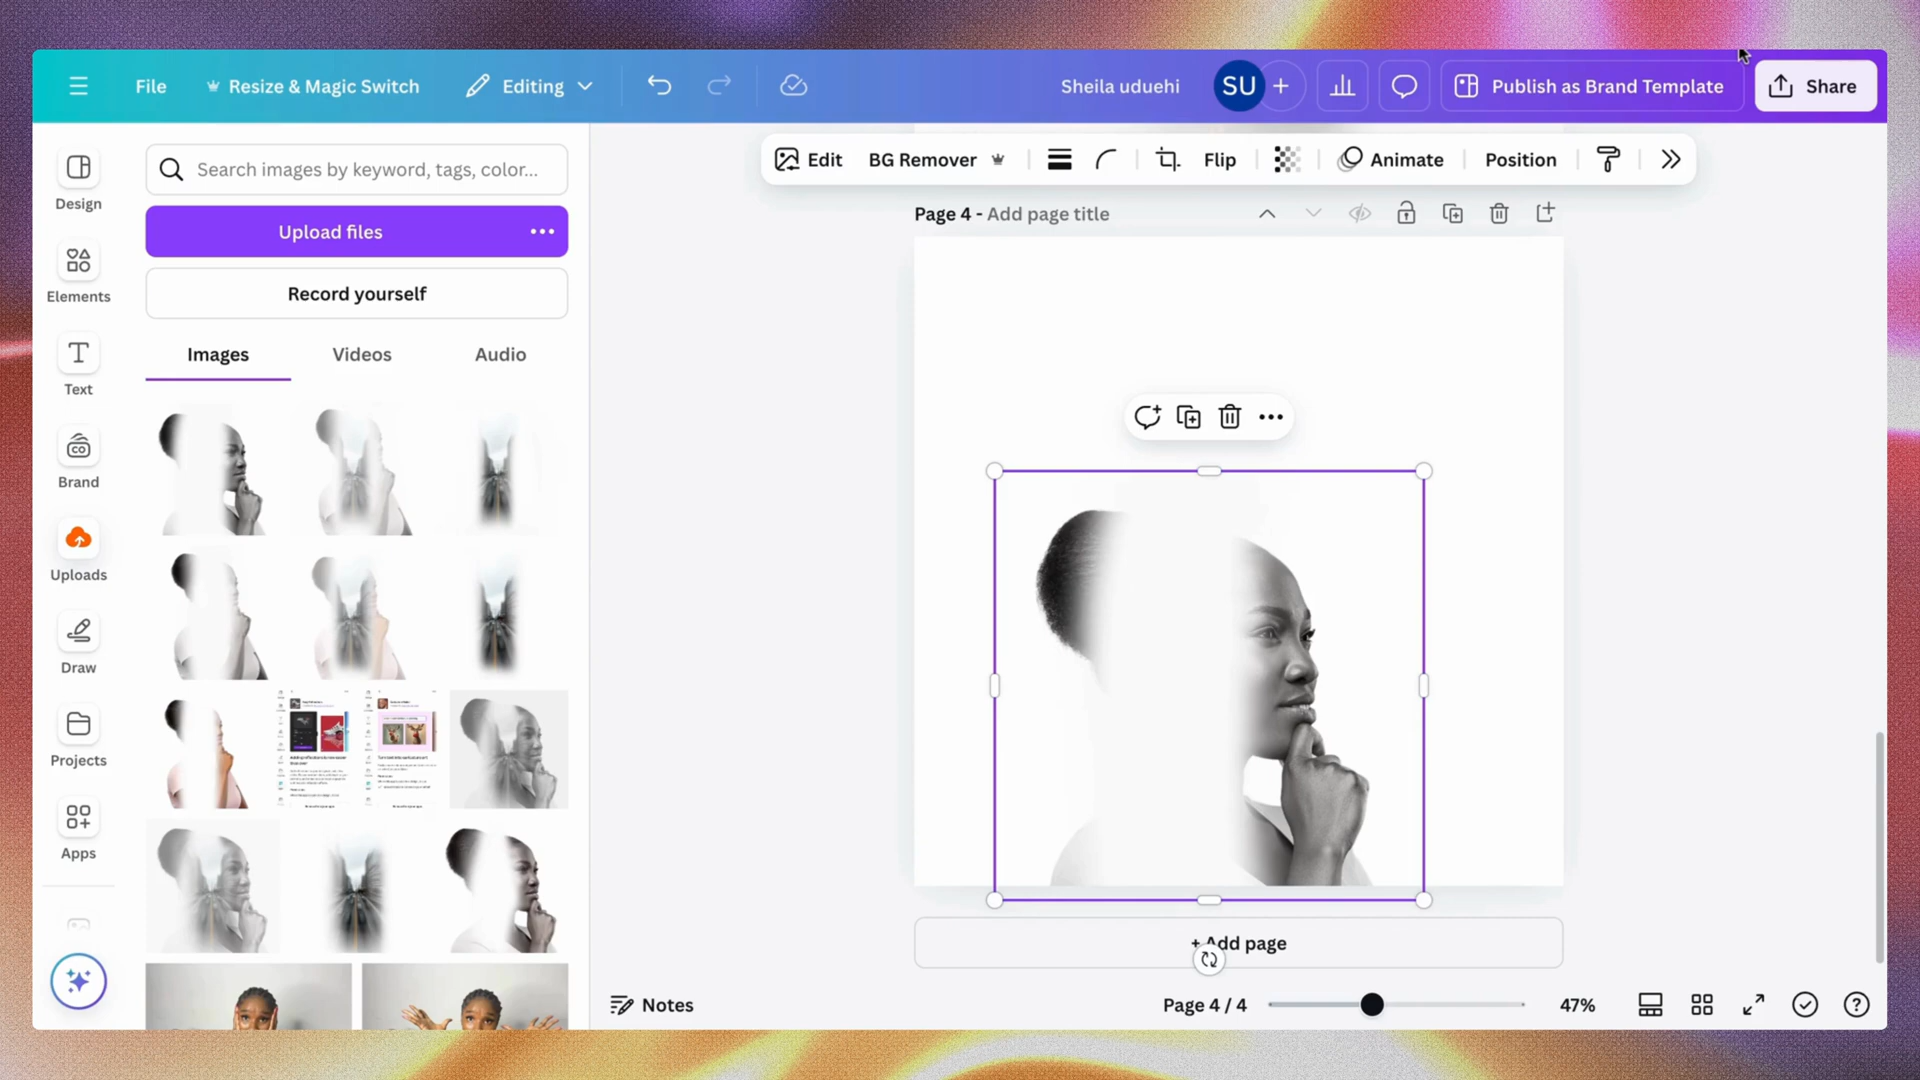 File
Resize & Magic Switch
Editing
Sheila uduehi
SU
+
Publish as Brand Template
Share
Design
Elements
Text
Brand
Uploads
Draw
Projects
Apps
Search images by keyword, tags, color...
Upload files
Record yourself
Images
Videos
Audio
Edit
BG Remover
Flip
Animate
Position
Page 4 - Add page title
+ Add page
Notes
Page 4 / 4
47%